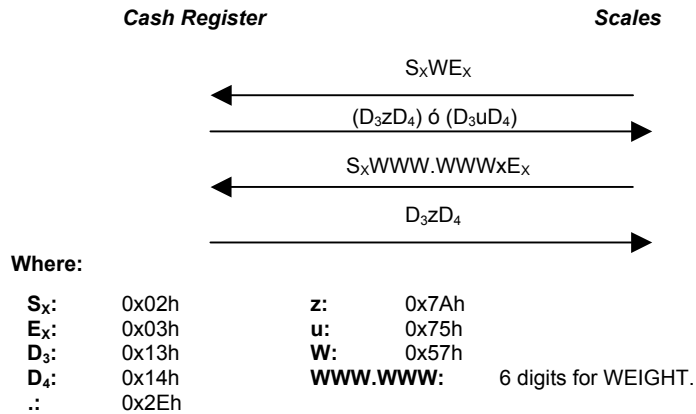 Cash Register Scales
SXWEX
(D3zD4) ó (D3uD4)
SXWWW.WWWxEX
D3zD4
Where:
SX: 0x02h z: 0x7Ah
EX: 0x03h u: 0x75h
D3: 0x13h W: 0x57h
D4: 0x14h WWW.WWW: 6 digits for WEIGHT.
.: 0x2Eh